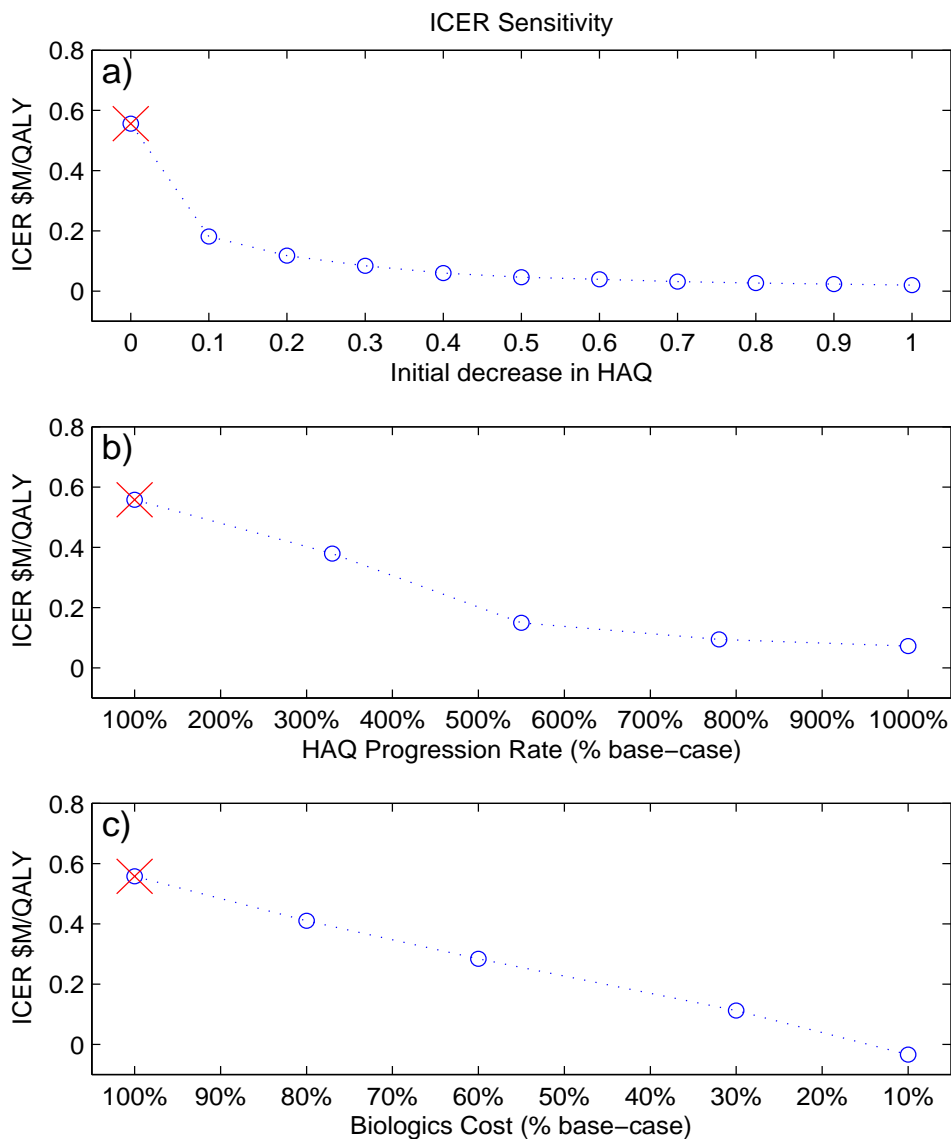 ICER Sensitivity
a)
ICER $M/QALY
0.8
0.6
0.4
0.2
0
0 0.1 0.2 0.3 0.4 0.5 0.6 0.7 0.8 0.9 1
Initial decrease in HAQ
b)
ICER $M/QALY
0.8
0.6
0.4
0.2
0
100% 200% 300% 400% 500% 600% 700% 800% 900% 1000%
HAQ Progression Rate (% base−case)
c)
ICER $M/QALY
0.8
0.6
0.4
0.2
0
100% 90% 80% 70% 60% 50% 40% 30% 20% 10%
Biologics Cost (% base−case)